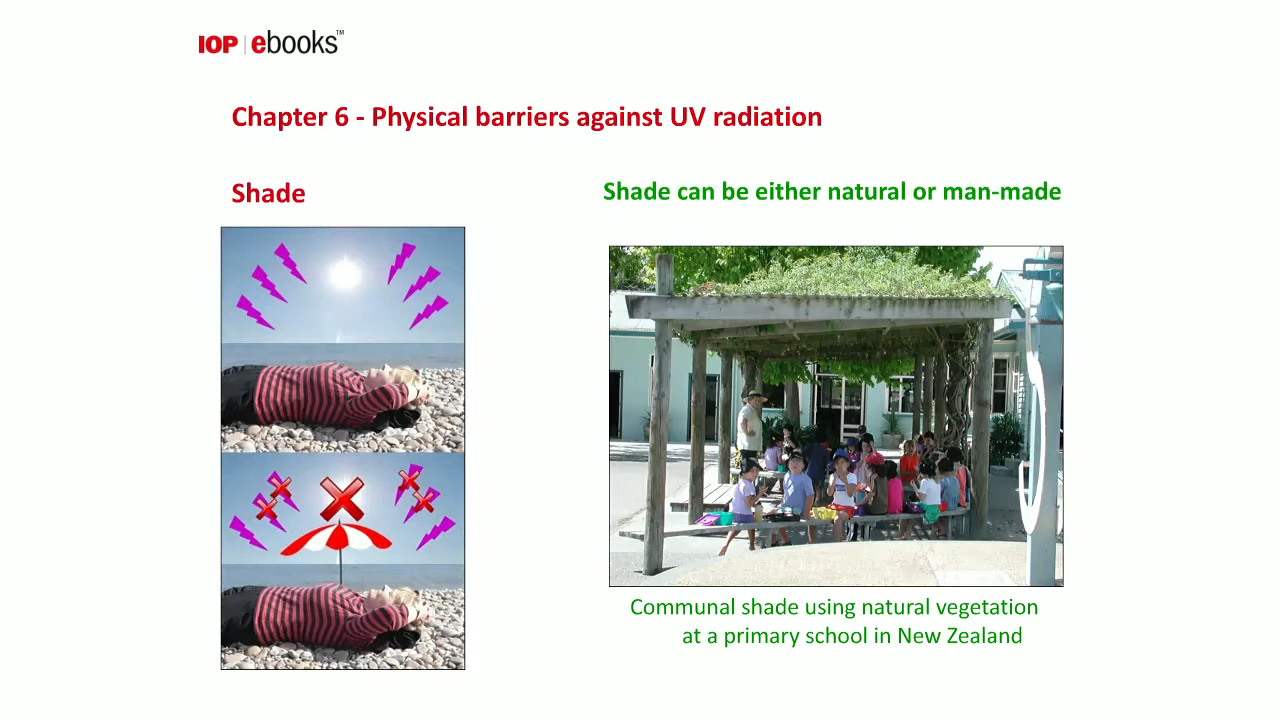 IOP ebooks™
Chapter 6 - Physical barriers against UV radiation
Shade
Shade can be either natural or man-made
Communal shade using natural vegetation
at a primary school in New Zealand